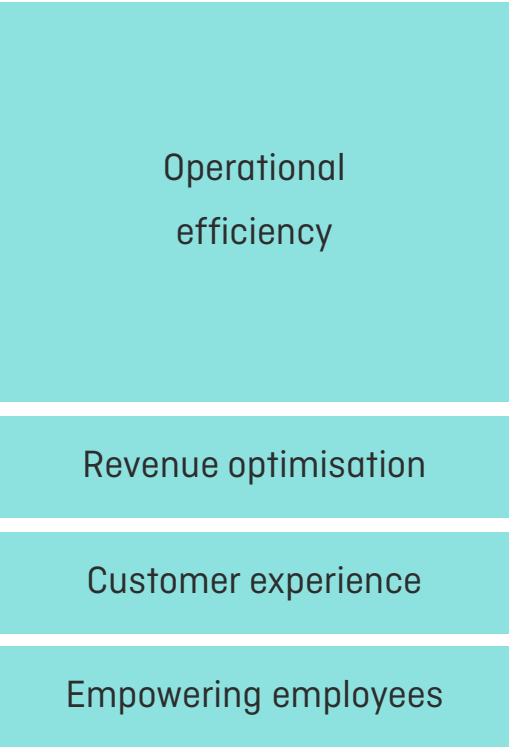 Operational
efficiency
Revenue optimisation
Customer experience
Empowering employees